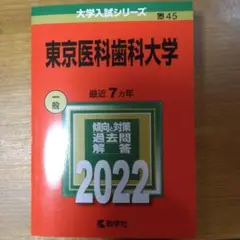 大学入試シリーズ
45
東京医科歯科大学
一般
最近7カ年
傾向と対策
過去問
解答
2022
教学社